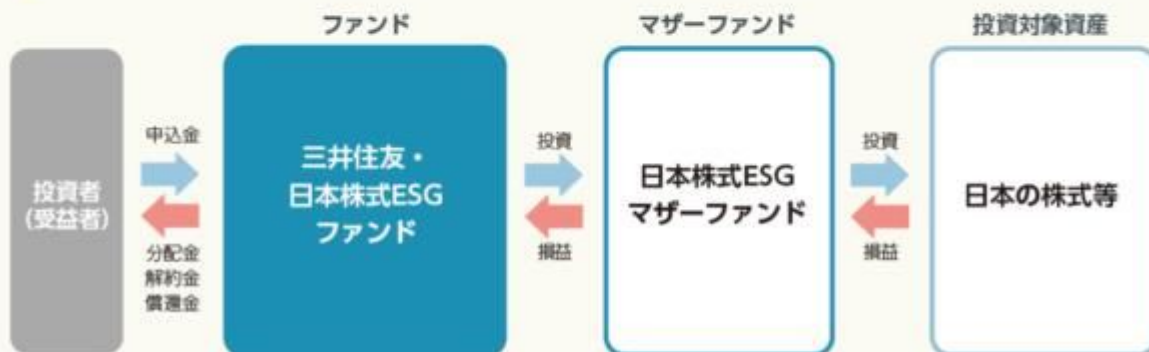 ファンド
マザーファンド
投資対象資産
投資者
(受益者)
申込金
分配金
解約金
償還金
三井住友・
日本株式ESG
ファンド
投資
損益
日本株式ESG
マザーファンド
投資
損益
日本の株式等